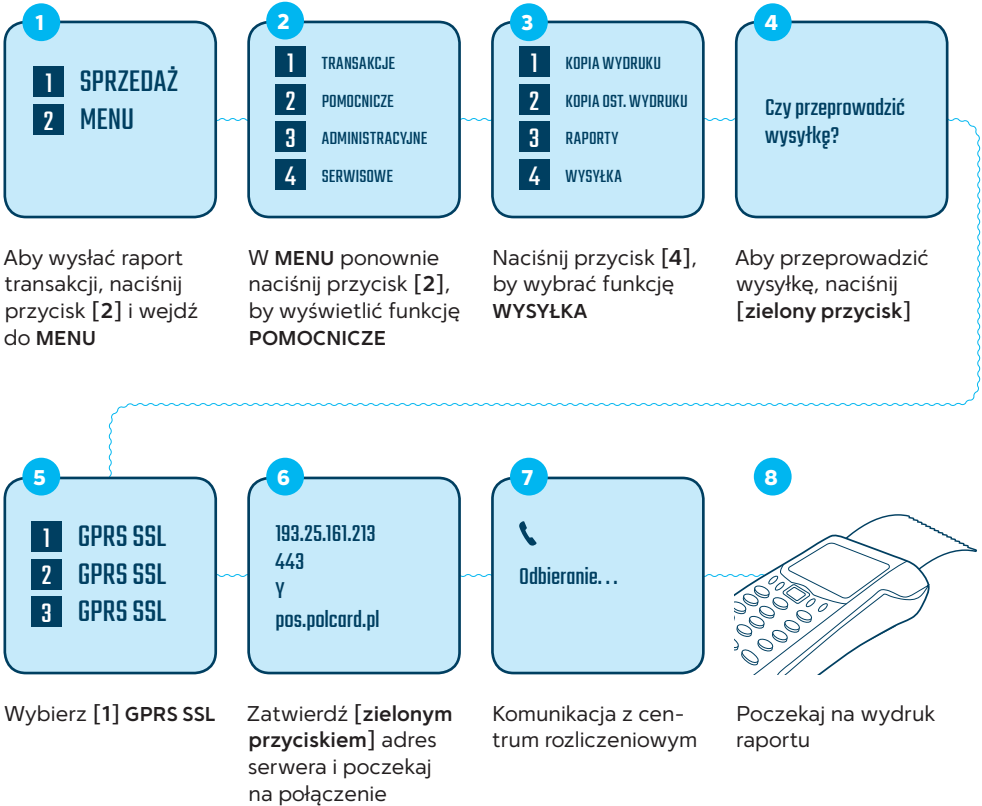 1
1 SPRZEDAŻ
2 MENU
Aby wysłać raport
transakcji, naciśnij
przycisk [2] i wejdź
do MENU
2
1 TRANSAKCJE
2 POMOCNICZE
3 ADMINISTRACYJNE
4 SERWISOWE
W MENU ponownie
naciśnij przycisk [2],
by wyświetlić funkcję
POMOCNICZE
3
1 KOPIA WYDRUKU
2 KOPIA OST. WYDRUKU
3 RAPORTY
4 WYSYŁKA
Naciśnij przycisk [4],
by wybrać funkcję
WYSYŁKA
4
Czy przeprowadzić
wysyłkę?
Aby przeprowadzić
wysyłkę, naciśnij
[zielony przycisk]
5
1 GPRS SSL
2 GPRS SSL
3 GPRS SSL
Wybierz [1] GPRS SSL
6
193.25.161.213
443
Y
pos.polcard.pl
Zatwierdź [zielonym
przyciskiem] adres
serwera i poczekaj
na połączenie
7
Odbieranie...
Komunikacja z cen-
trum rozliczeniowym
8
Poczekaj na wydruk
raportu